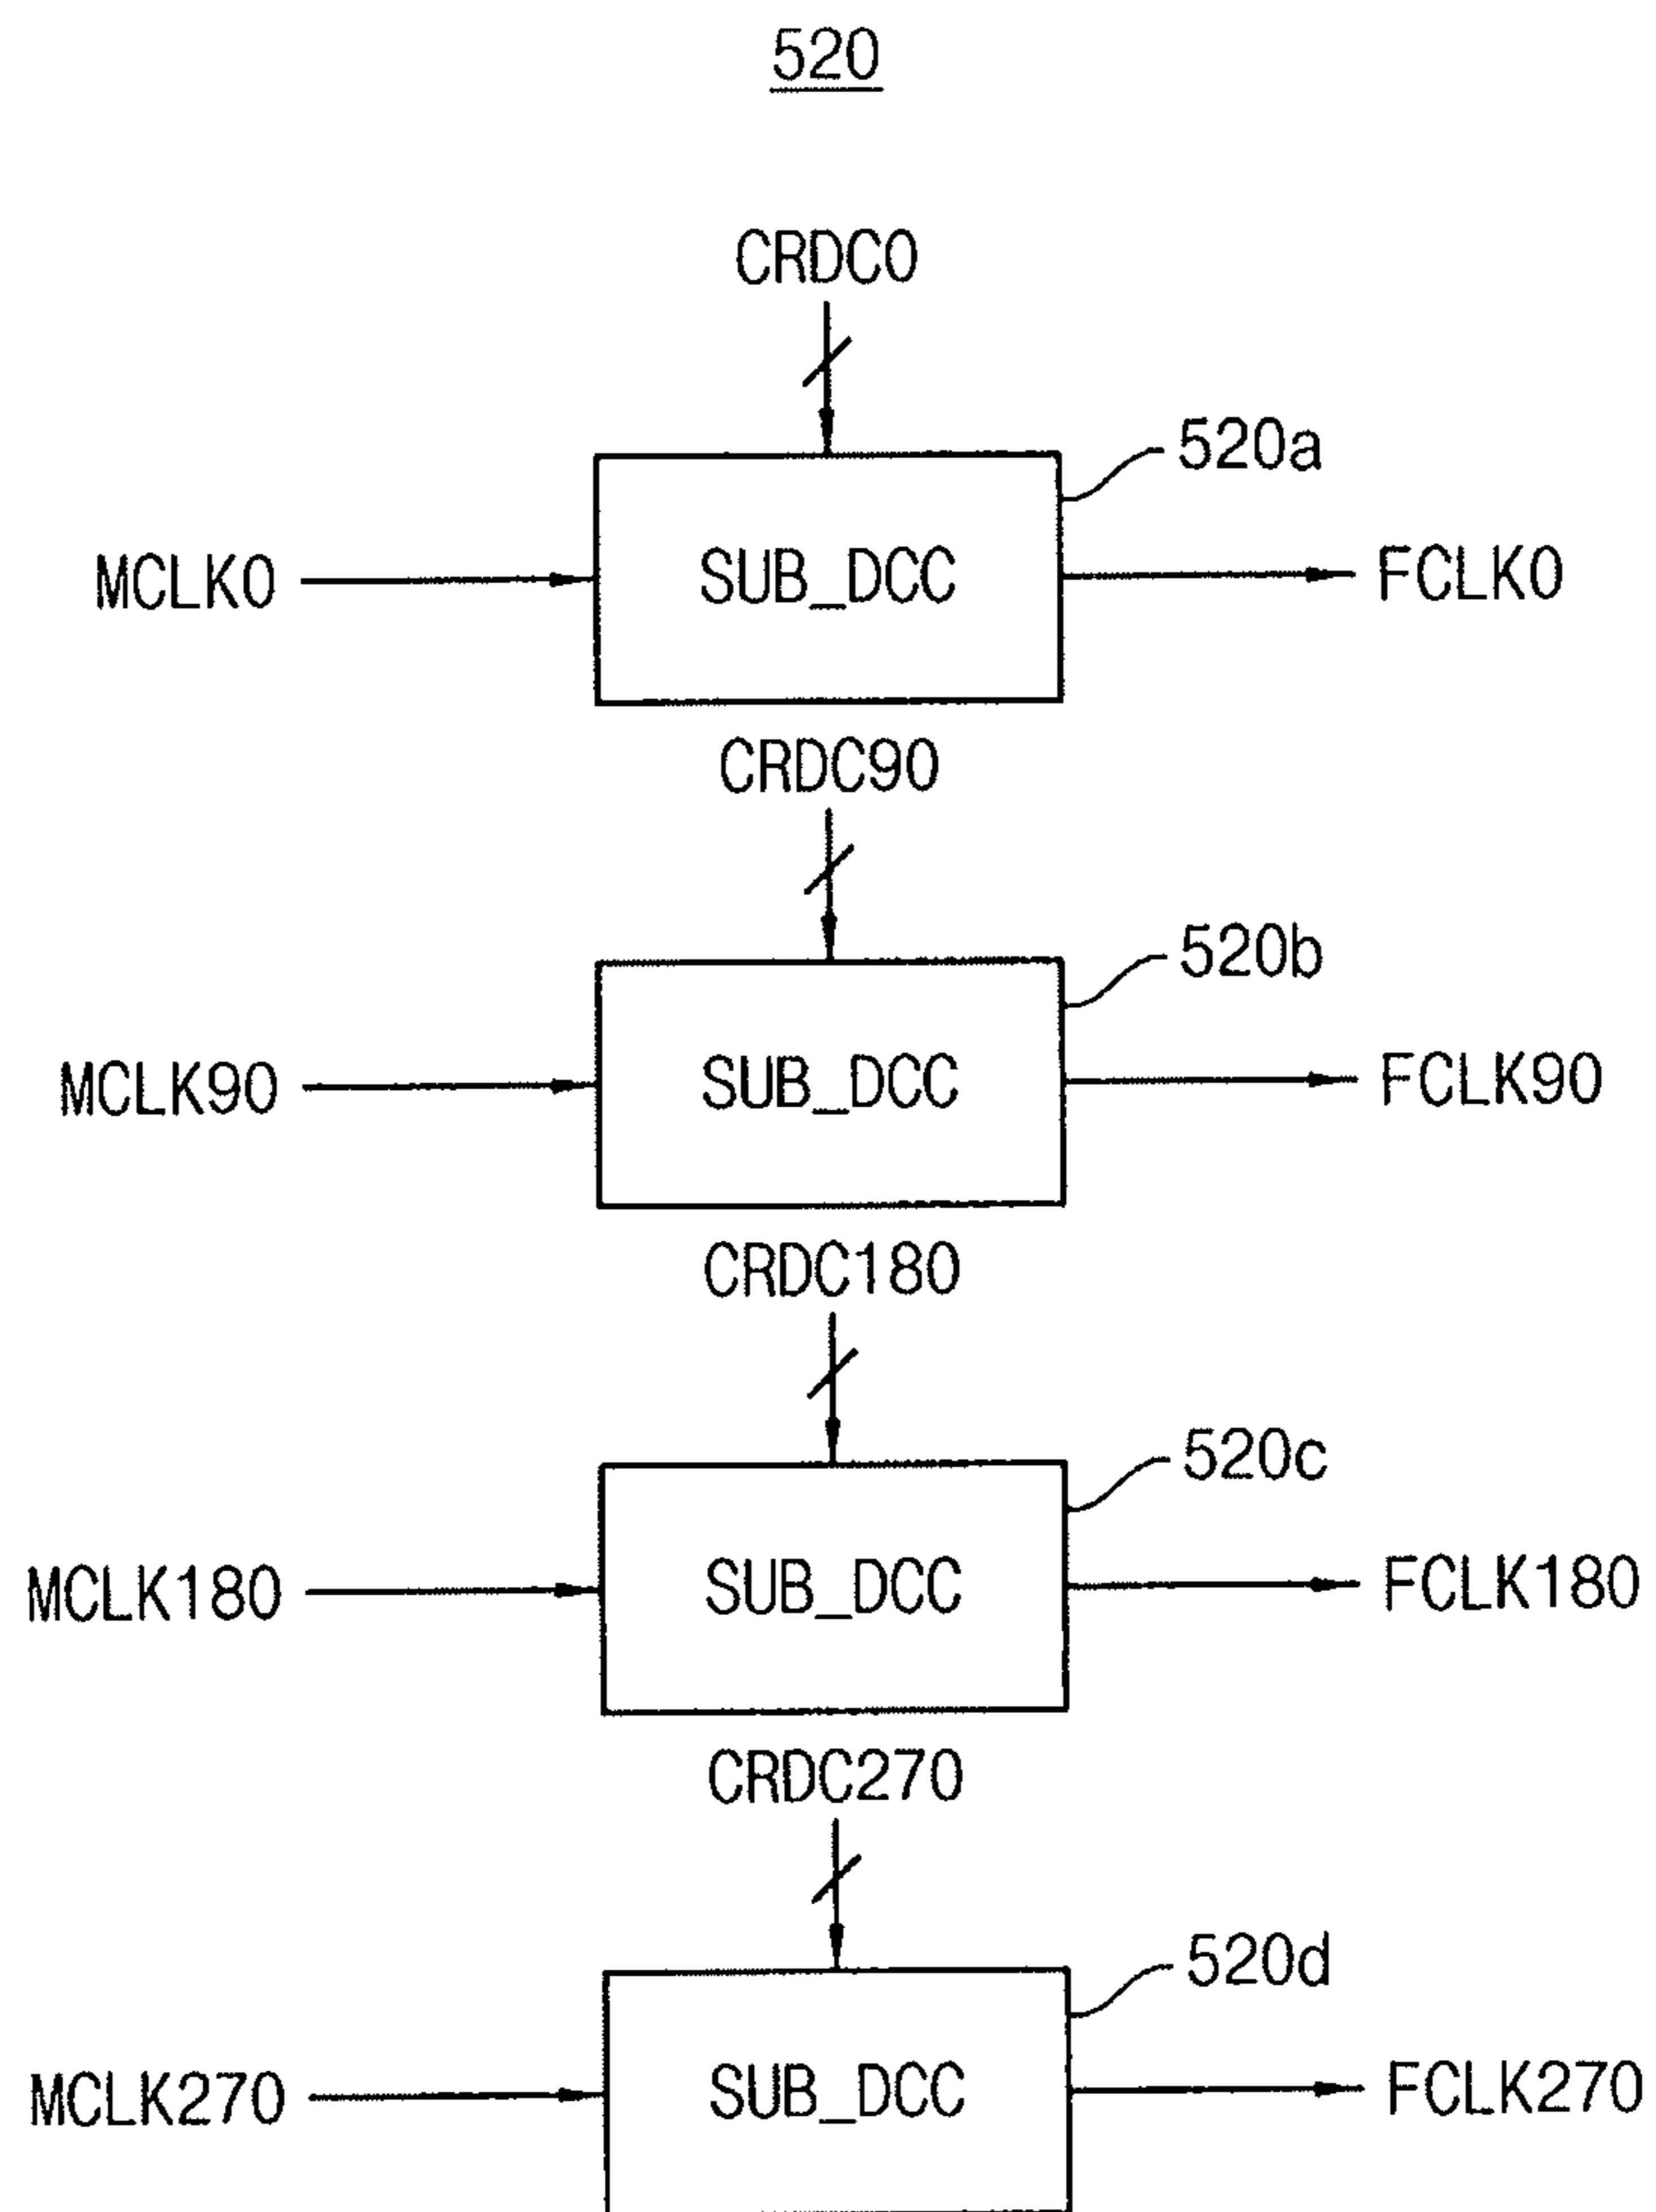 520
CRDC0
520a
MCLK0
SUB_DCC
FCLK0
CRDC90
520b
MCLK90
SUB_DCC
FCLK90
CRDC180
520c
MCLK180
SUB_DCC
FCLK180
CRDC270
520d
MCLK270
SUB_DCC
FCLK270